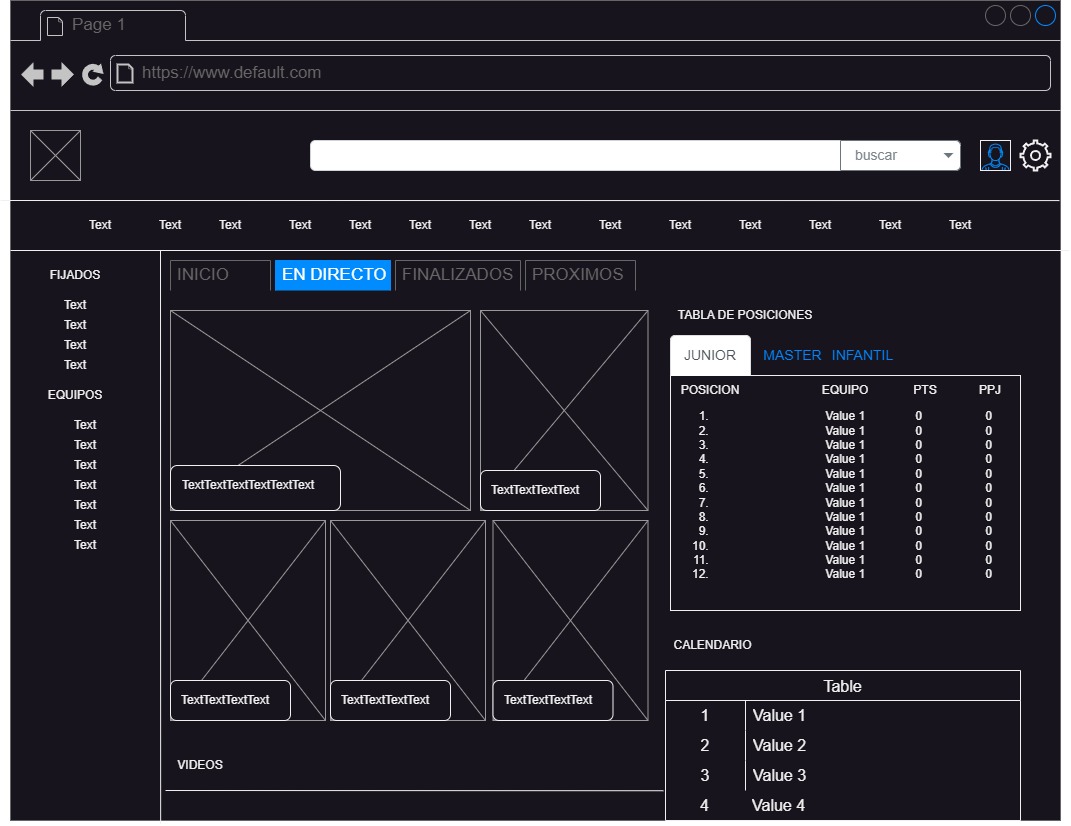 Page 1
https://www.default.com
buscar
Text Text Text Text Text Text Text Text Text Text Text Text Text Text
FIJADOS
Text
Text
Text
Text
EQUIPOS
Text
Text
Text
Text
Text
Text
Text
INICIO EN DIRECTO FINALIZADOS PROXIMOS
TextTextTextTextTextText
TextTextTextText
TextTextTextText
TextTextTextText
TextTextTextText
VIDEOS
TABLA DE POSICIONES
JUNIOR MASTER INFANTIL
POSICION EQUIPO PTS PPJ
1. Value 1 0 0
2. Value 1 0 0
3. Value 1 0 0
4. Value 1 0 0
5. Value 1 0 0
6. Value 1 0 0
7. Value 1 0 0
8. Value 1 0 0
9. Value 1 0 0
10. Value 1 0 0
11. Value 1 0 0
12. Value 1 0 0
CALENDARIO
Table
1 Value 1
2 Value 2
3 Value 3
4 Value 4